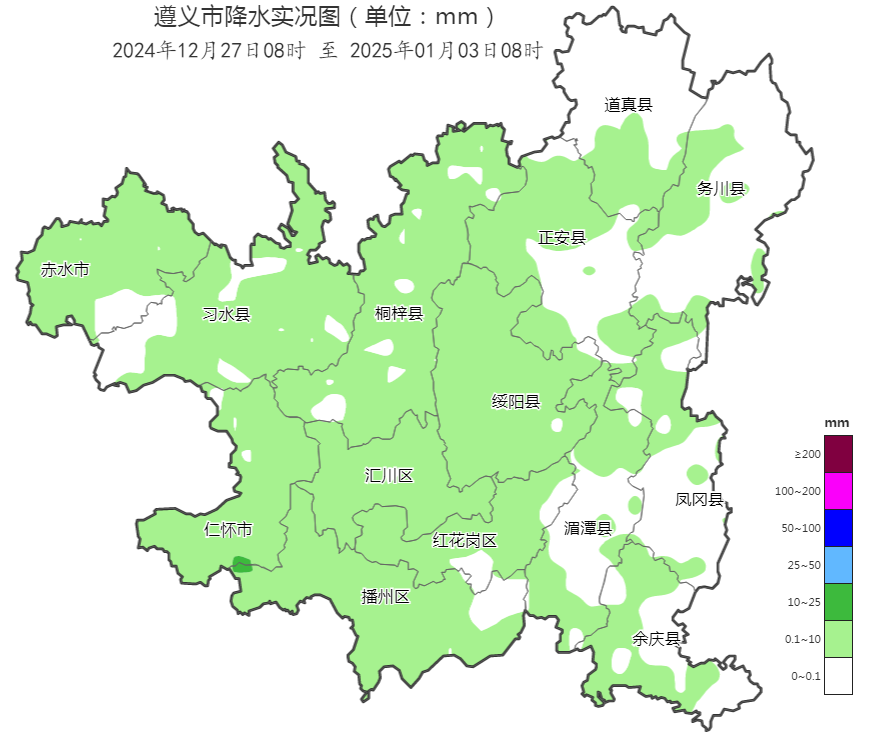 遵义市降水实况图（单位：mm）
2024年12月27日08时 至 2025年01月03日08时
道真县
务川县
正安县
赤水市
习水县
桐梓县
绥阳县
汇川区
凤冈县
仁怀市
湄潭县
红花岗区
播州区
余庆县
mm
≥200
100~200
50~100
25~50
10~25
0.1~10
0~0.1